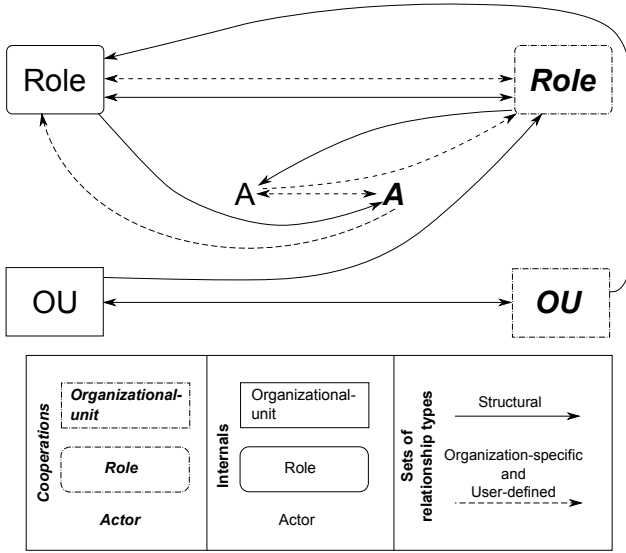 Role
Role
A
A
OU
OU
Cooperations
Organizational-
unit
Role
Actor
Internals
Organizational-
unit
Role
Actor
Sets of
relationship types
Structural
Organization-specific
and
User-defined